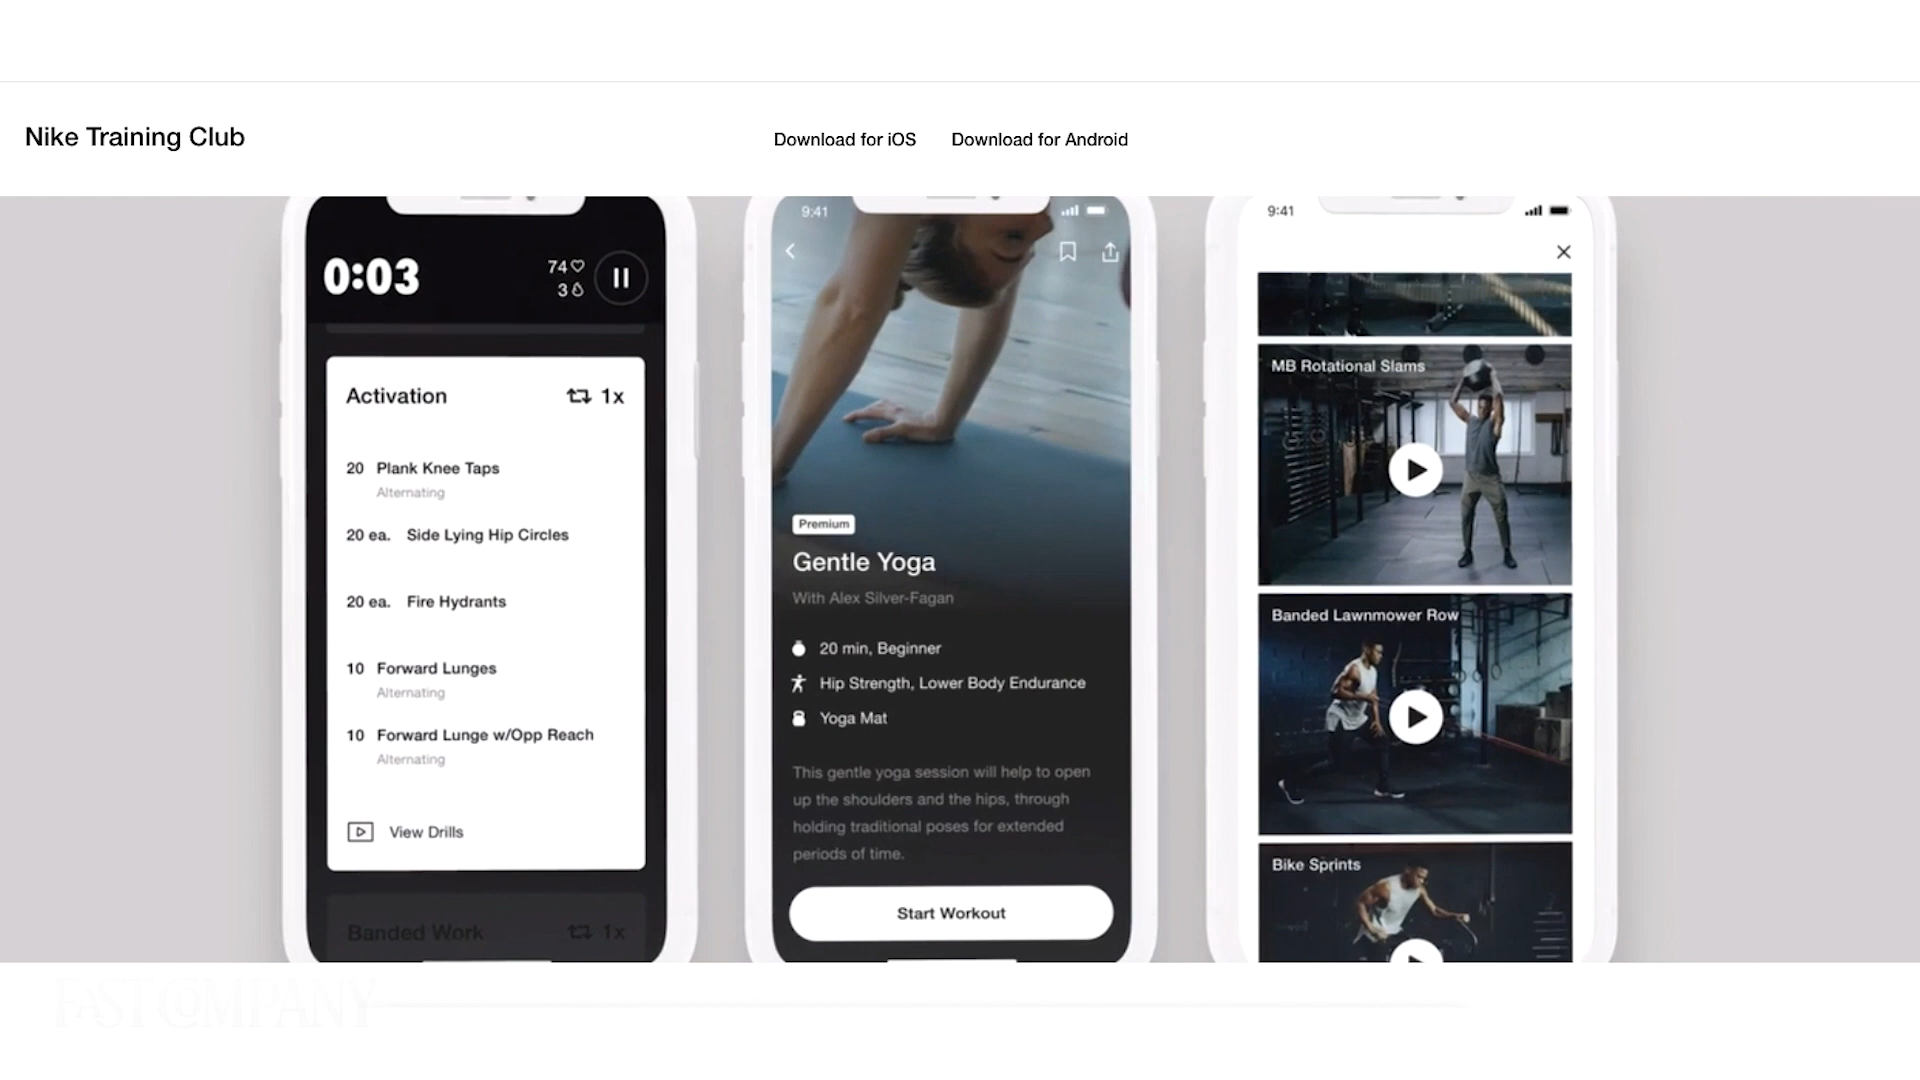 Nike Training Club
Download for iOS
Download for Android
0:03
74
3
Activation
1x
20 Plank Knee Taps
Alternating
20 ea. Side Lying Hip Circles
20 ea. Fire Hydrants
10 Forward Lunges
Alternating
10 Forward Lunge w/Opp Reach
Alternating
View Drills
Banded Work
1x
9:41
Premium
Gentle Yoga
With Alex Silver-Fagan
20 min, Beginner
Hip Strength, Lower Body Endurance
Yoga Mat
This gentle yoga session will help to open
up the shoulders and the hips, through
holding traditional poses for extended
periods of time.
Start Workout
9:41
MB Rotational Slams
Banded Lawnmower Row
Bike Sprints
FAST COMPANY